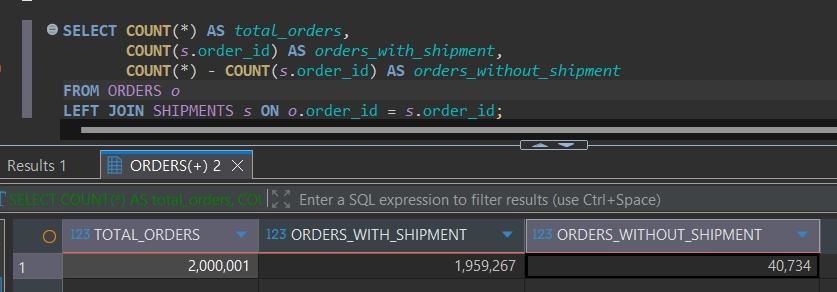 SELECT COUNT(*) AS total_orders,
COUNT(s.order_id) AS orders_with_shipment,
COUNT(*) - COUNT(s.order_id) AS orders_without_shipment
FROM ORDERS o
LEFT JOIN SHIPMENTS s ON o.order_id = s.order_id;
Results 1 ORDERS(+) 2
SELECT COUNT(*) AS total_orders, COU Enter a SQL expression to filter results (use Ctrl+Space)
123 TOTAL_ORDERS 123 ORDERS_WITH_SHIPMENT 123 ORDERS_WITHOUT_SHIPMENT
1 2,000,001 1,959,267 40,734